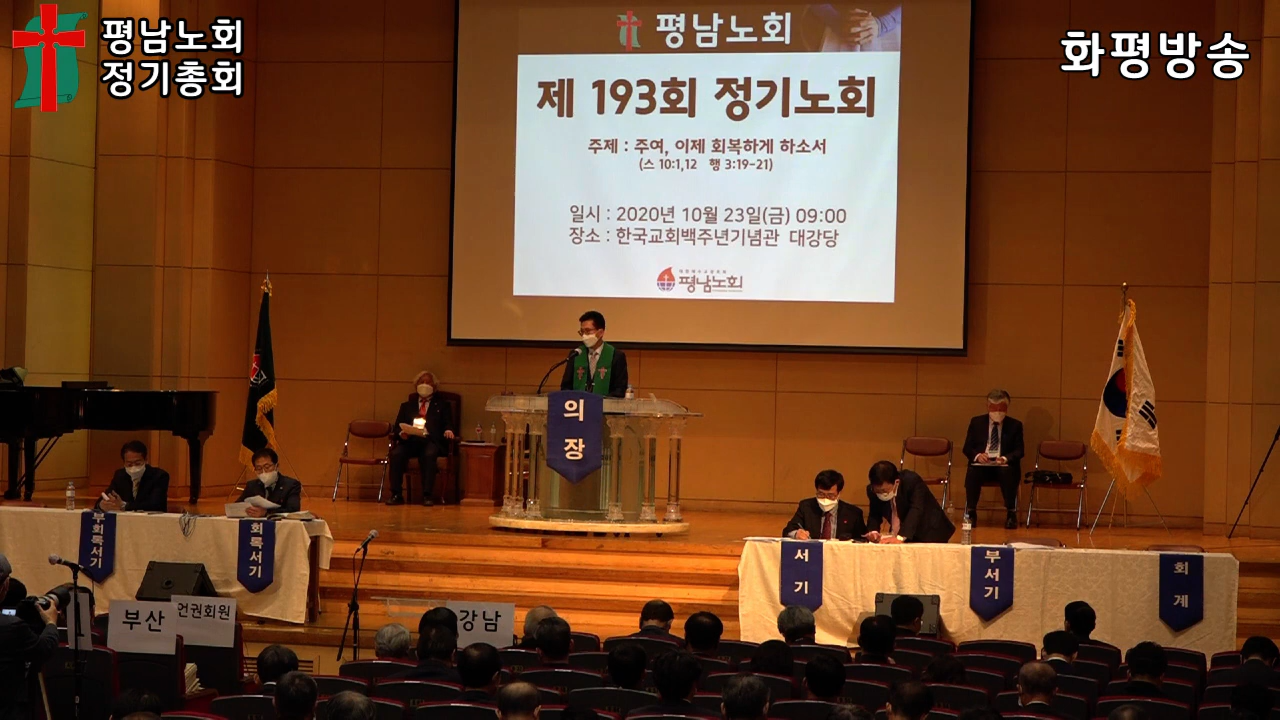 평남노회
정기총회
화평방송
평남노회
제 193회 정기노회
주제 : 주여, 이제 회복하게 하소서
(스 10:1,12 행 3:19-21)
일시 : 2020년 10월 23일(금) 09:00
장소 : 한국교회백주년기념관 대강당
평남노회
의장
부회록서기
회록서기
서기
부서기
회계
부산
언권회원
강남